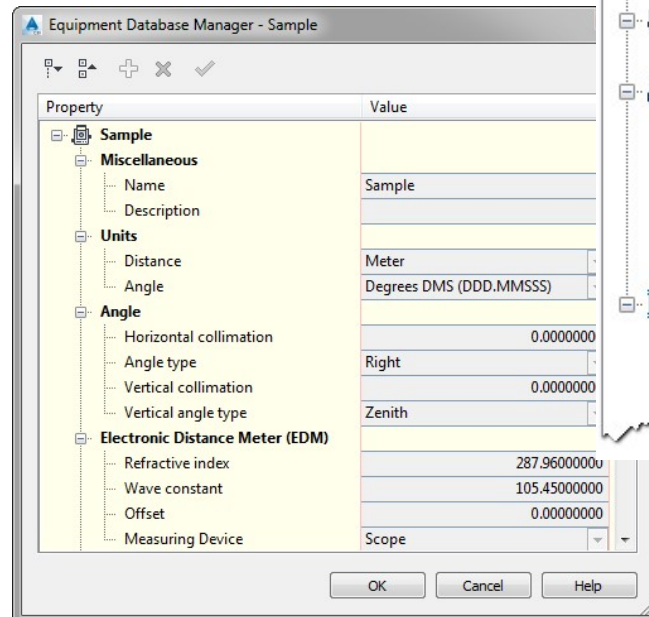 Equipment Database Manager - Sample
Property Value
Sample
Miscellaneous
Name Sample
Description
Units
Distance Meter
Angle Degrees DMS (DDD.MMSSS)
Angle
Horizontal collimation 0.0000000
Angle type Right
Vertical collimation 0.0000000
Vertical angle type Zenith
Electronic Distance Meter (EDM)
Refractive index 287.96000000
Wave constant 105.45000000
Offset 0.00000000
Measuring Device Scope
OK Cancel Help